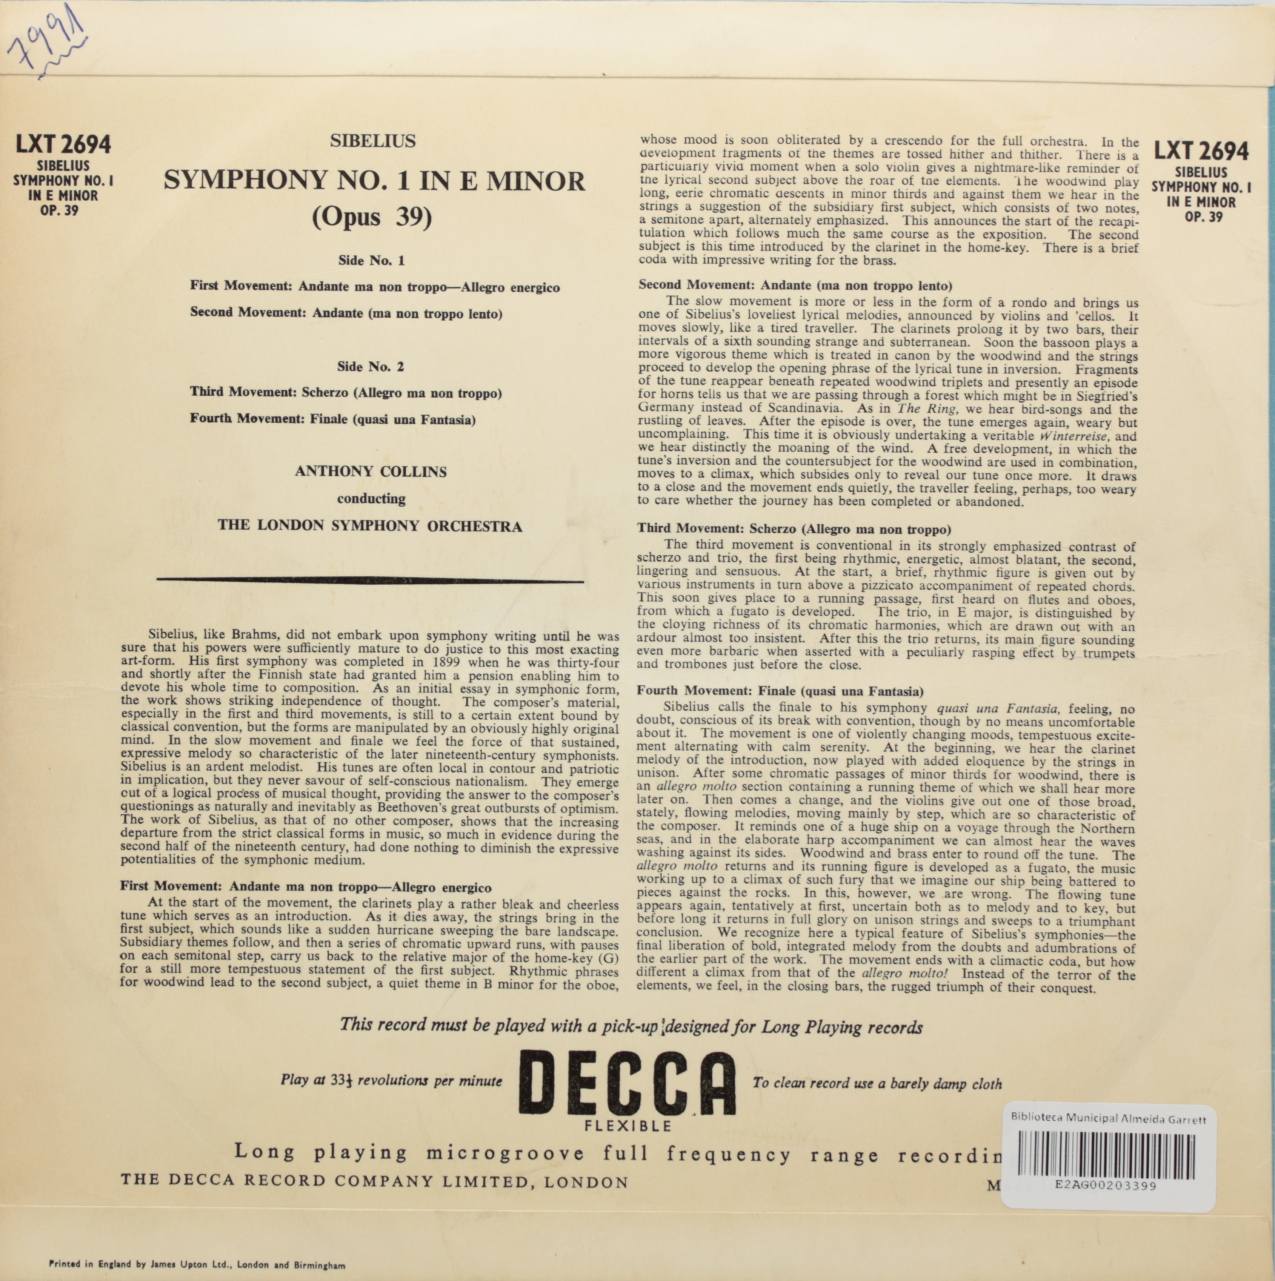 7991
LXT 2694
SIBELIUS
SYMPHONY NO. 1
IN E MINOR
OP. 39
SIBELIUS
SYMPHONY NO. 1 IN E MINOR
(Opus 39)
Side No. 1
First Movement: Andante ma non troppo—Allegro energico
Second Movement: Andante (ma non troppo lento)
Side No. 2
Third Movement: Scherzo (Allegro ma non troppo)
Fourth Movement: Finale (quasi una Fantasia)
ANTHONY COLLINS
conducting
THE LONDON SYMPHONY ORCHESTRA
Sibelius, like Brahms, did not embark upon symphony writing until he was
sure that his powers were sufficiently mature to do justice to this most exacting
art-form. His first symphony was completed in 1899 when he was thirty-four
and shortly after the Finnish state had granted him a pension enabling him to
devote his whole time to composition. As an initial essay in symphonic form,
the work shows striking independence of thought. The composer's material,
especially in the first and third movements, is still to a certain extent bound by
classical convention, but the forms are manipulated by an obviously highly original
mind. In the slow movement and finale we feel the force of that sustained,
expressive melody so characteristic of the later nineteenth-century symphonists.
Sibelius is an ardent melodist. His tunes are often local in contour and patriotic
in implication, but they never savour of self-conscious nationalism. They emerge
out of a logical process of musical thought, providing the answer to the composer's
questionings as naturally and inevitably as Beethoven's great outbursts of optimism.
The work of Sibelius, as that of no other composer, shows that the increasing
departure from the strict classical forms in music, so much in evidence during the
second half of the nineteenth century, had done nothing to diminish the expressive
potentialities of the symphonic medium.
First Movement: Andante ma non troppo—Allegro energico
At the start of the movement, the clarinets play a rather bleak and cheerless
tune which serves as an introduction. As it dies away, the strings bring in the
first subject, which sounds like a sudden hurricane sweeping the bare landscape.
Subsidiary themes follow, and then a series of chromatic upward runs, with pauses
on each semitonal step, carry us back to the relative major of the home-key (G)
for a still more tempestuous statement of the first subject. Rhythmic phrases
for woodwind lead to the second subject, a quiet theme in B minor for the oboe,
whose mood is soon obliterated by a crescendo for the full orchestra. In the
development fragments of the themes are tossed hither and thither. There is a
particularly vivid moment when a solo violin gives a nightmare-like reminder of
the lyrical second subject above the roar of the elements. The woodwind play
long, eerie chromatic descents in minor thirds and against them we hear in the
strings a suggestion of the subsidiary first subject, which consists of two notes,
a semitone apart, alternately emphasized. This announces the start of the recapi-
tulation which follows much the same course as the exposition. The second
subject is this time introduced by the clarinet in the home-key. There is a brief
coda with impressive writing for the brass.
Second Movement: Andante (ma non troppo lento)
The slow movement is more or less in the form of a rondo and brings us
one of Sibelius's loveliest lyrical melodies, announced by violins and 'cellos. It
moves slowly, like a tired traveller. The clarinets prolong it by two bars, their
intervals of a sixth sounding strange and subterranean. Soon the bassoon plays a
more vigorous theme which is treated in canon by the woodwind and the strings
proceed to develop the opening phrase of the lyrical tune in inversion. Fragments
of the tune reappear beneath repeated woodwind triplets and presently an episode
for horns tells us that we are passing through a forest which might be in Siegfried's
Germany instead of Scandinavia. As in The Ring, we hear bird-songs and the
rustling of leaves. After the episode is over, the tune emerges again, weary but
uncomplaining. This time it is obviously undertaking a veritable Winterreise, and
we hear distinctly the moaning of the wind. A free development, in which the
tune's inversion and the countersubject for the woodwind are used in combination,
moves to a climax, which subsides only to reveal our tune once more. It draws
to a close and the movement ends quietly, the traveller feeling, perhaps, too weary
to care whether the journey has been completed or abandoned.
Third Movement: Scherzo (Allegro ma non troppo)
The third movement is conventional in its strongly emphasized contrast of
scherzo and trio, the first being rhythmic, energetic, almost blatant, the second,
lingering and sensuous. At the start, a brief, rhythmic figure is given out by
various instruments in turn above a pizzicato accompaniment of repeated chords.
This soon gives place to a running passage, first heard on flutes and oboes,
from which a fugato is developed. The trio, in E major, is distinguished by
the cloying richness of its chromatic harmonies, which are drawn out with an
ardour almost too insistent. After this the trio returns, its main figure sounding
even more barbaric when asserted with a peculiarly rasping effect by trumpets
and trombones just before the close.
Fourth Movement: Finale (quasi una Fantasia)
Sibelius calls the finale to his symphony quasi una Fantasia, feeling, no
doubt, conscious of its break with convention, though by no means uncomfortable
about it. The movement is one of violently changing moods, tempestuous excite-
ment alternating with calm serenity. At the beginning, we hear the clarinet
melody of the introduction, now played with added eloquence by the strings in
unison. After some chromatic passages of minor thirds for woodwind, there is
an allegro molto section containing a running theme of which we shall hear more
later on. Then comes a change, and the violins give out one of those broad,
stately, flowing melodies, moving mainly by step, which are so characteristic of
the composer. It reminds one of a huge ship on a voyage through the Northern
seas, and in the elaborate harp accompaniment we can almost hear the waves
washing against its sides. Woodwind and brass enter to round off the tune. The
allegro molto returns and its running figure is developed as a fugato, the music
working up to a climax of such fury that we imagine our ship being battered to
pieces against the rocks. In this, however, we are wrong. The flowing tune
appears again, tentatively at first, uncertain both as to melody and to key, but
before long it returns in full glory on unison strings and sweeps to a triumphant
conclusion. We recognize here a typical feature of Sibelius's symphonies—the
final liberation of bold, integrated melody from the doubts and adumbrations of
the earlier part of the work. The movement ends with a climactic coda, but how
different a climax from that of the allegro molto! Instead of the terror of the
elements, we feel, in the closing bars, the rugged triumph of their conquest.
LXT 2694
SIBELIUS
SYMPHONY NO. 1
IN E MINOR
OP. 39
This record must be played with a pick-up designed for Long Playing records
Play at 33⅓ revolutions per minute
DECCA
FLEXIBLE
To clean record use a barely damp cloth
Long playing microgroove full frequency range recordin
THE DECCA RECORD COMPANY LIMITED, LONDON
M
Biblioteca Municipal Almeida Garrett
E2AG00203399
Printed in England by James Upton Ltd., London and Birmingham